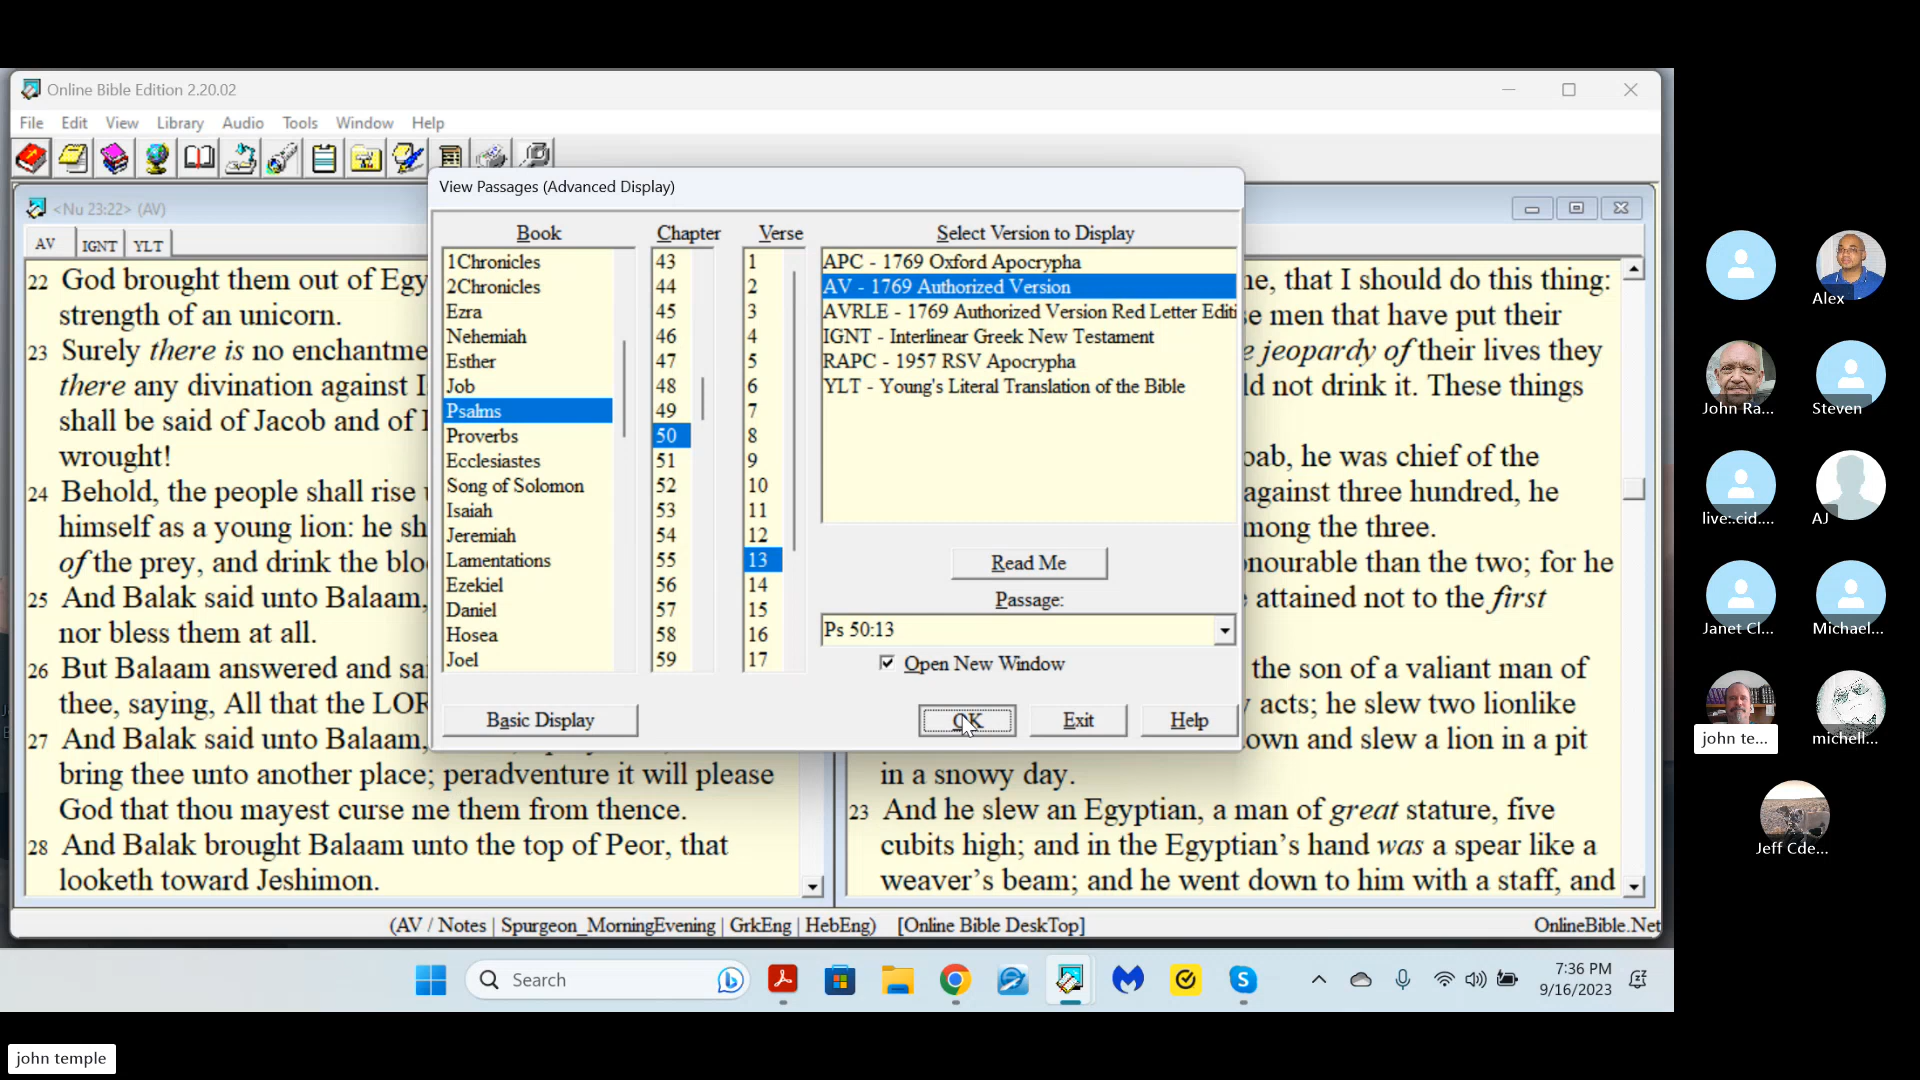 Online Bible Edition 2.20.02
File Edit View Library Audio Tools Window Help
<Nu 23:22> (AV)
AV IGNT YLT
22 God brought them out of Egy
strength of an unicorn.
23 Surely there is no enchantme
there any divination against I
shall be said of Jacob and of I
wrought!
24 Behold, the people shall rise
himself as a young lion: he sh
of the prey, and drink the blo
25 And Balak said unto Balaam,
nor bless them at all.
26 But Balaam answered and sai
thee, saying, All that the LOR
27 And Balak said unto Balaam,
bring thee unto another place; peradventure it will please
God that thou mayest curse me them from thence.
28 And Balak brought Balaam unto the top of Peor, that
looketh toward Jeshimon.
View Passages (Advanced Display)
Book
1Chronicles
2Chronicles
Ezra
Nehemiah
Esther
Job
Psalms
Proverbs
Ecclesiastes
Song of Solomon
Isaiah
Jeremiah
Lamentations
Ezekiel
Daniel
Hosea
Joel
Chapter
43
44
45
46
47
48
49
50
51
52
53
54
55
56
57
58
59
Verse
1
2
3
4
5
6
7
8
9
10
11
12
13
14
15
16
17
Select Version to Display
APC - 1769 Oxford Apocrypha
AV - 1769 Authorized Version
AVRLE - 1769 Authorized Version Red Letter Editi
IGNT - Interlinear Greek New Testament
RAPC - 1957 RSV Apocrypha
YLT - Young's Literal Translation of the Bible
Read Me
Passage:
Ps 50:13
Open New Window
Basic Display OK Exit Help
ne, that I should do this thing:
se men that have put their
e jeopardy of their lives they
ld not drink it. These things
oab, he was chief of the
against three hundred, he
mong the three.
onourable than the two; for he
attained not to the first
the son of a valiant man of
acts; he slew two lionlike
own and slew a lion in a pit
in a snowy day.
23 And he slew an Egyptian, a man of great stature, five
cubits high; and in the Egyptian's hand was a spear like a
weaver's beam; and he went down to him with a staff, and
(AV / Notes | Spurgeon_MorningEvening | GrkEng | HebEng) [Online Bible DeskTop] OnlineBible.Net
Search
7:36 PM
9/16/2023
Alex
John Ra...
Steven
live:.cid....
AJ
Janet Cl...
Michael...
john te...
michell...
Jeff Cde...
john temple